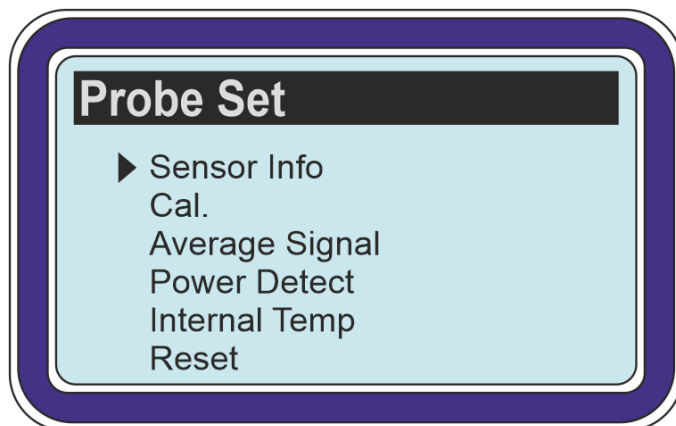 Probe Set
Sensor Info
Cal.
Average Signal
Power Detect
Internal Temp
Reset